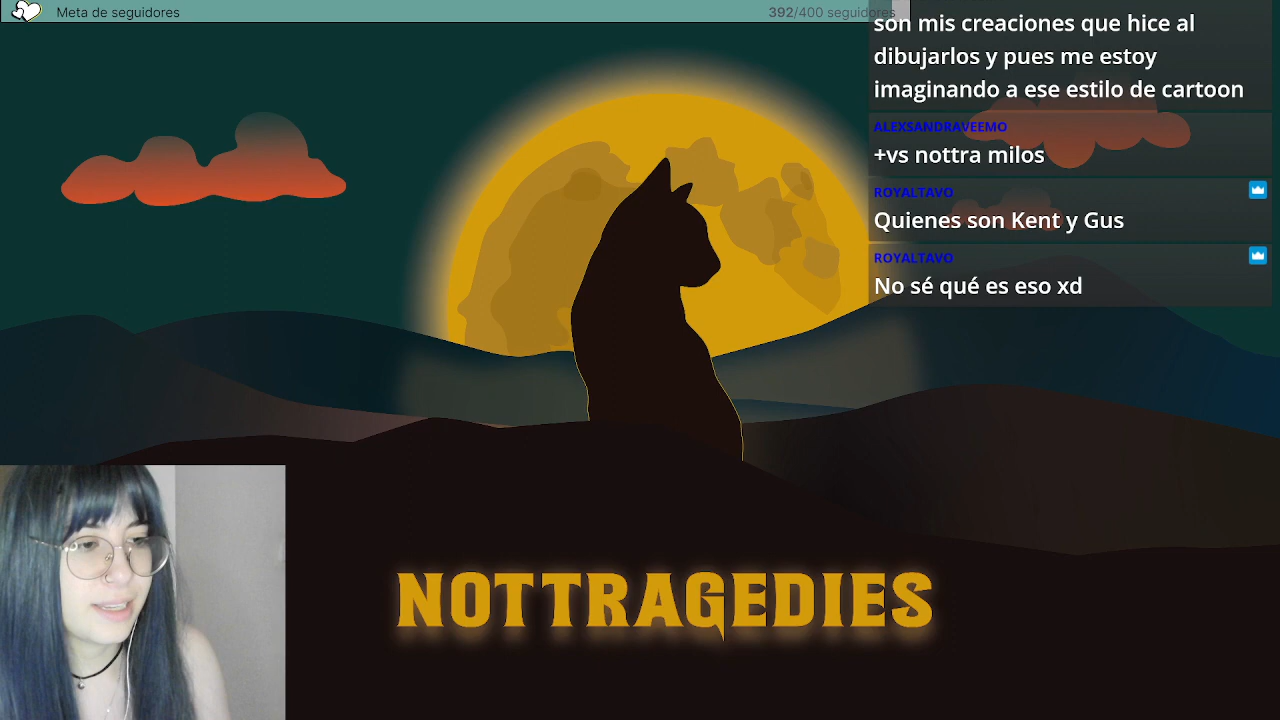 Meta de seguidores
392/400 seguidores
son mis creaciones que hice al
dibujarlos y pues me estoy
imaginando a ese estilo de cartoon
ALEXSANDRAVEEMO
+vs nottra milos
ROYALTAVO
Quienes son Kent y Gus
ROYALTAVO
No sé qué es eso xd
NOTTRAGEDIES